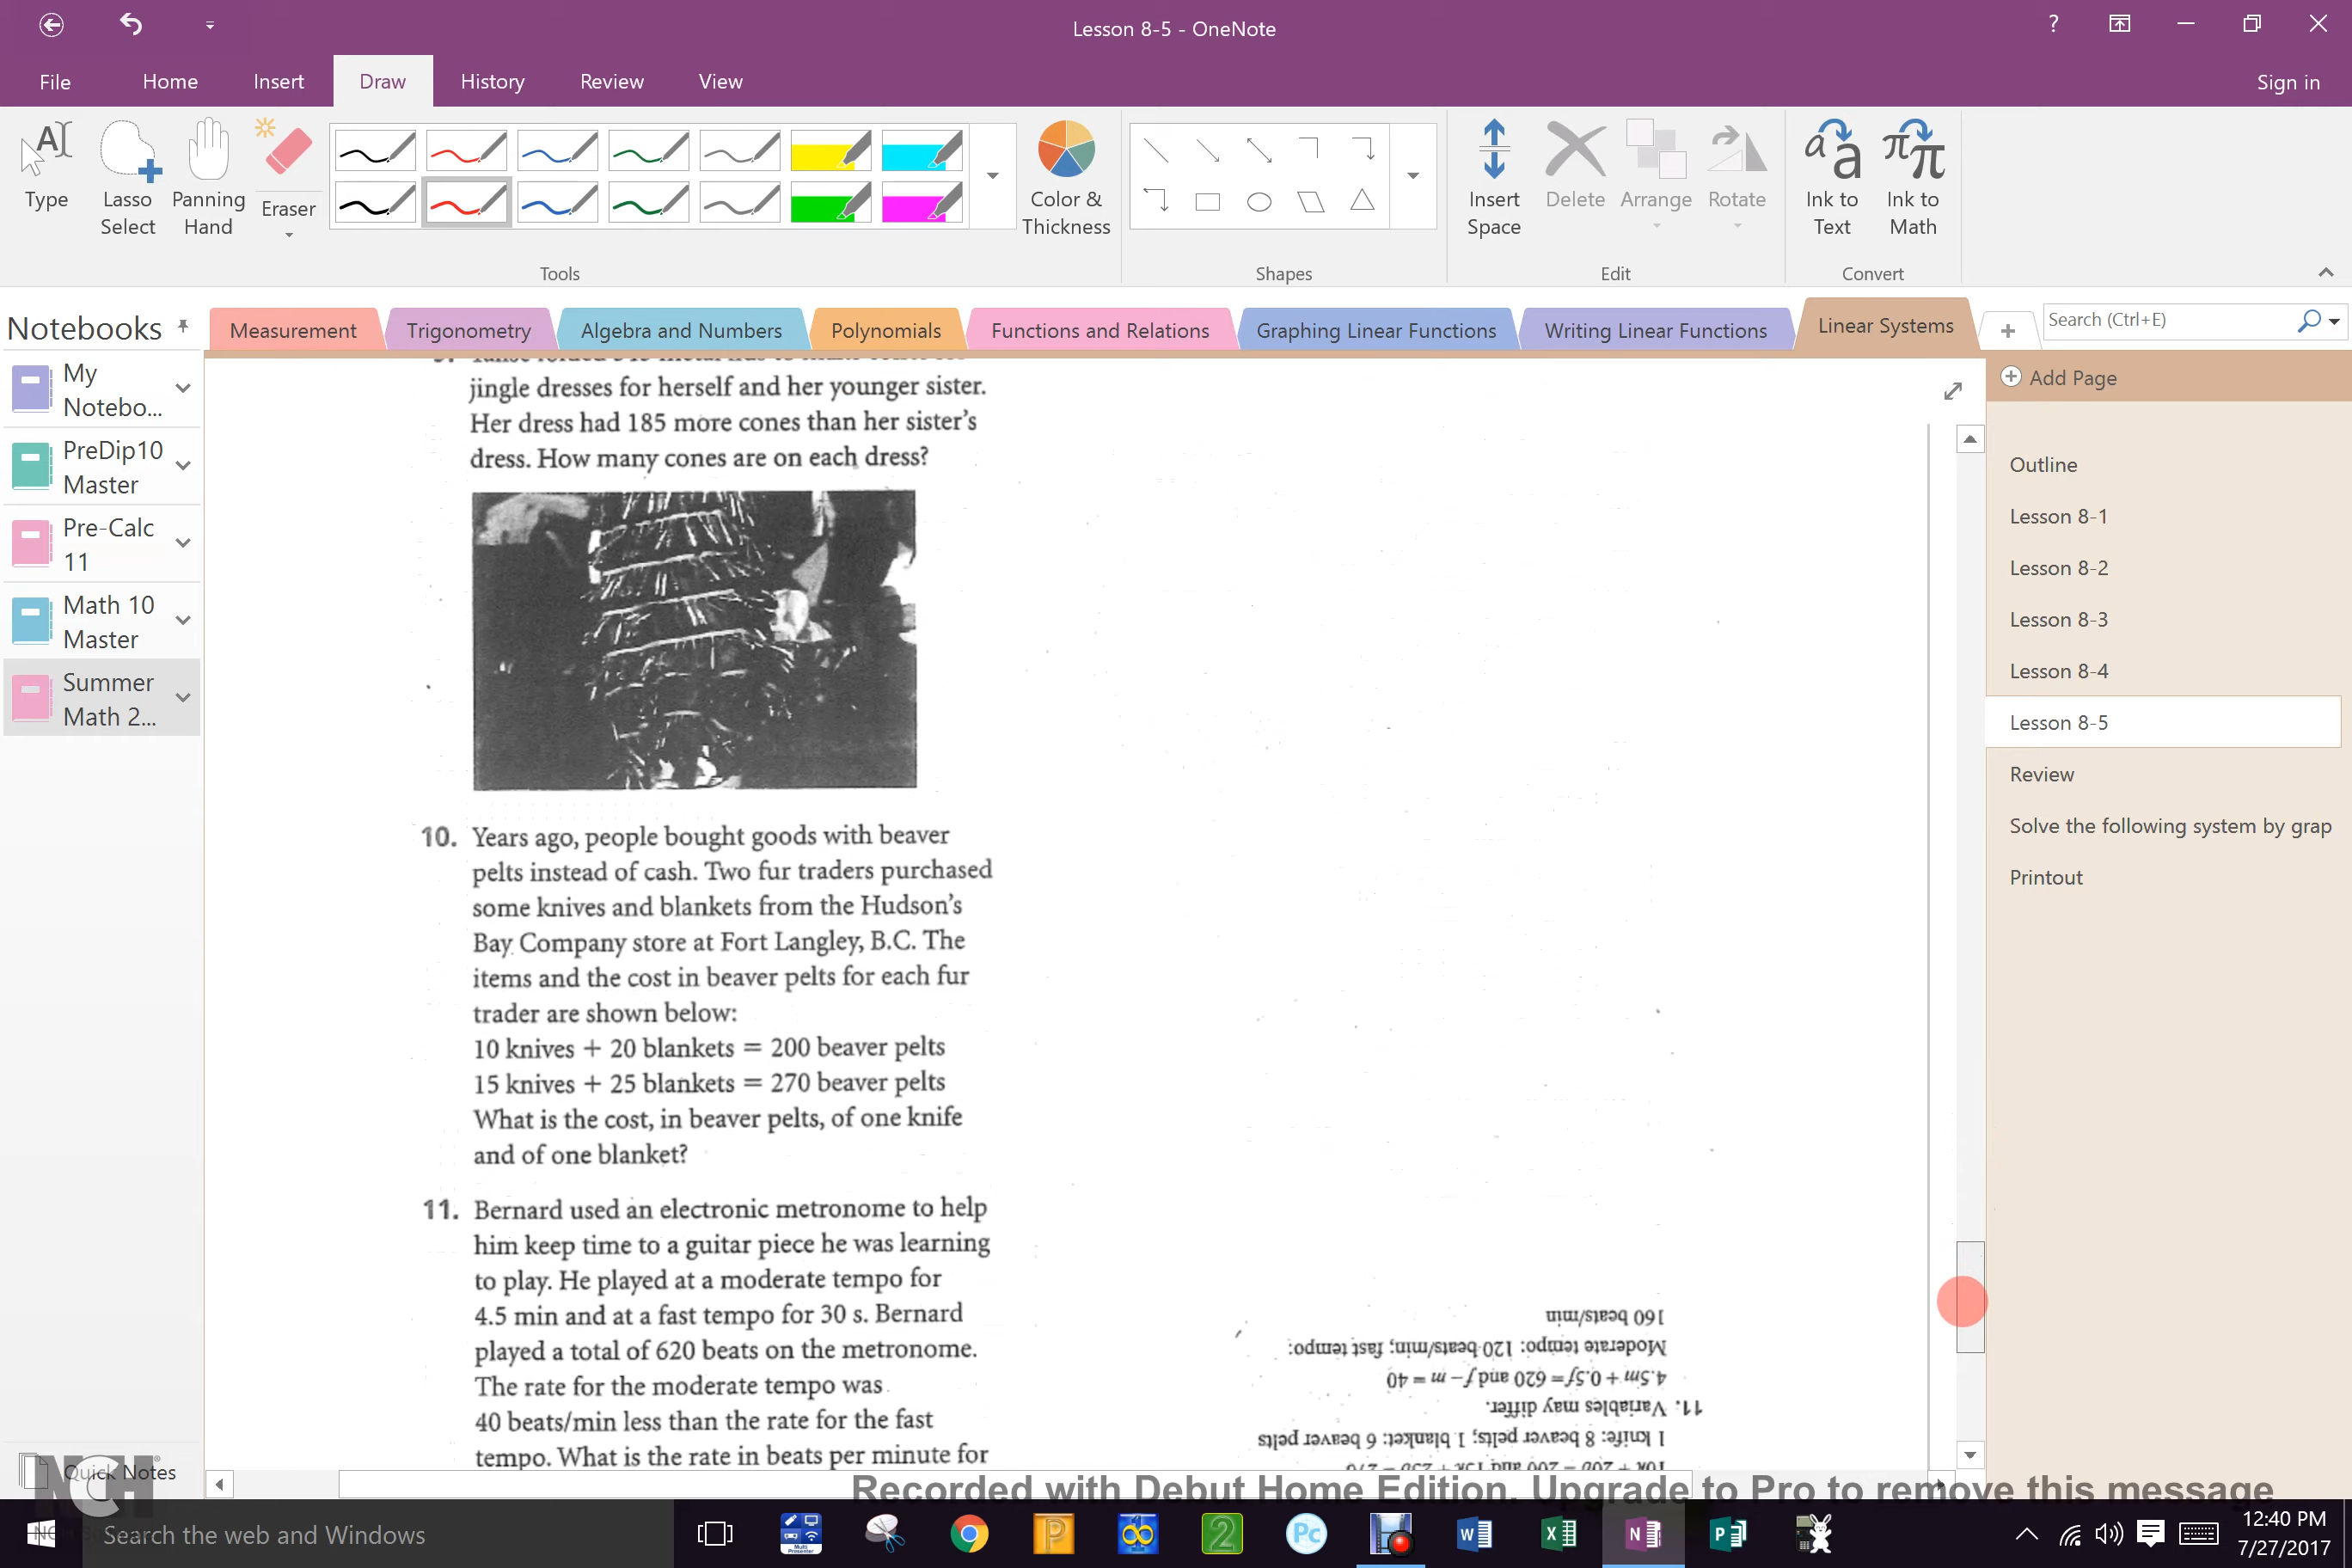 Lesson 8-5 - OneNote
?
File
Home
Insert
Draw
History
Review
View
Sign in
Type
Lasso
Select
Panning
Hand
Eraser
Color &
Thickness
Insert
Space
Delete
Arrange
Rotate
Ink to
Text
Ink to
Math
Tools
Shapes
Edit
Convert
Notebooks
Measurement
Trigonometry
Algebra and Numbers
Polynomials
Functions and Relations
Graphing Linear Functions
Writing Linear Functions
Linear Systems
Search (Ctrl+E)
My
Notebo...
PreDip10
Master
Pre-Calc
11
Math 10
Master
Summer
Math 2...
Quick Notes
Add Page
Outline
Lesson 8-1
Lesson 8-2
Lesson 8-3
Lesson 8-4
Lesson 8-5
Review
Solve the following system by grap
Printout
jingle dresses for herself and her younger sister.
Her dress had 185 more cones than her sister's
dress. How many cones are on each dress?
10. Years ago, people bought goods with beaver
pelts instead of cash. Two fur traders purchased
some knives and blankets from the Hudson's
Bay Company store at Fort Langley, B.C. The
items and the cost in beaver pelts for each fur
trader are shown below:
10 knives + 20 blankets = 200 beaver pelts
15 knives + 25 blankets = 270 beaver pelts
What is the cost, in beaver pelts, of one knife
and of one blanket?
11. Bernard used an electronic metronome to help
him keep time to a guitar piece he was learning
to play. He played at a moderate tempo for
4.5 min and at a fast tempo for 30 s. Bernard
played a total of 620 beats on the metronome.
The rate for the moderate tempo was
40 beats/min less than the rate for the fast
tempo. What is the rate in beats per minute for
1 knife: 8 beaver pelts; 1 blanket: 6 beaver pelts
11. Variables may differ.
4.5m + 0.5f = 620 and f - m = 40
Moderate tempo: 120 beats/min; fast tempo:
160 beats/min
NCH
Recorded with Debut Home Edition. Upgrade to Pro to remove this message
Search the web and Windows
12:40 PM
7/27/2017